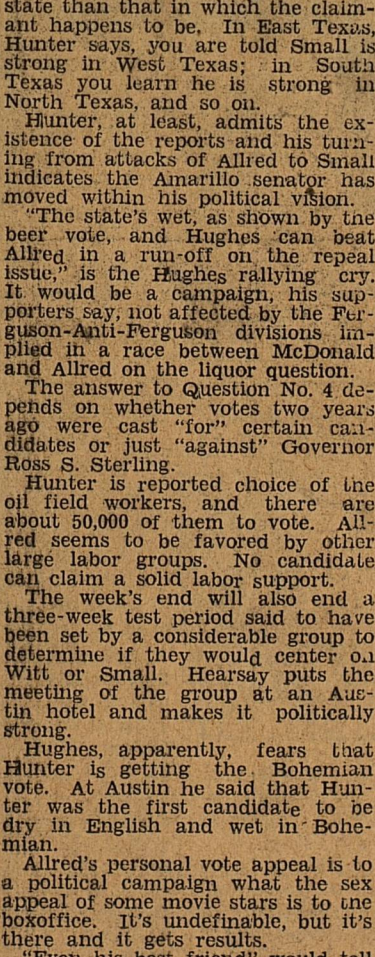 state than that in which the claim-
ant happens to be. In East Texas,
Hunter says, you are told Small is
strong in West Texas; in South
Texas you learn he is strong in
North Texas, and so on.
Hunter, at least, admits the ex-
istence of the reports and his turn-
ing from attacks of Allred to Small
indicates the Amarillo senator has
moved within his political vision.
"The state's wet, as shown by the
beer vote, and Hughes can beat
Allred in a run-off on the repeal
issue," is the Hughes rallying cry.
It would be a campaign, his sup-
porters say, not affected by the Fer-
guson-Anti-Ferguson divisions im-
plied in a race between McDonald
and Allred on the liquor question.
The answer to Question No. 4 de-
pends on whether votes two years
ago were cast "for" certain can-
didates or just "against" Governor
Ross S. Sterling.
Hunter is reported choice of the
oil field workers, and there are
about 50,000 of them to vote. All-
red seems to be favored by other
large labor groups. No candidate
can claim a solid labor support.
The week's end will also end a
three-week test period said to have
been set by a considerable group to
determine if they would center on
Witt or Small. Hearsay puts the
meeting of the group at an Aus-
tin hotel and makes it politically
strong.
Hughes, apparently, fears that
Hunter is getting the Bohemian
vote. At Austin he said that Hun-
ter was the first candidate to be
dry in English and wet in Bohe-
mian.
Allred's personal vote appeal is to
a political campaign what the sex
appeal of some movie stars is to the
boxoffice. It's undefinable, but it's
there and it gets results.
"Even his best friend" would tell